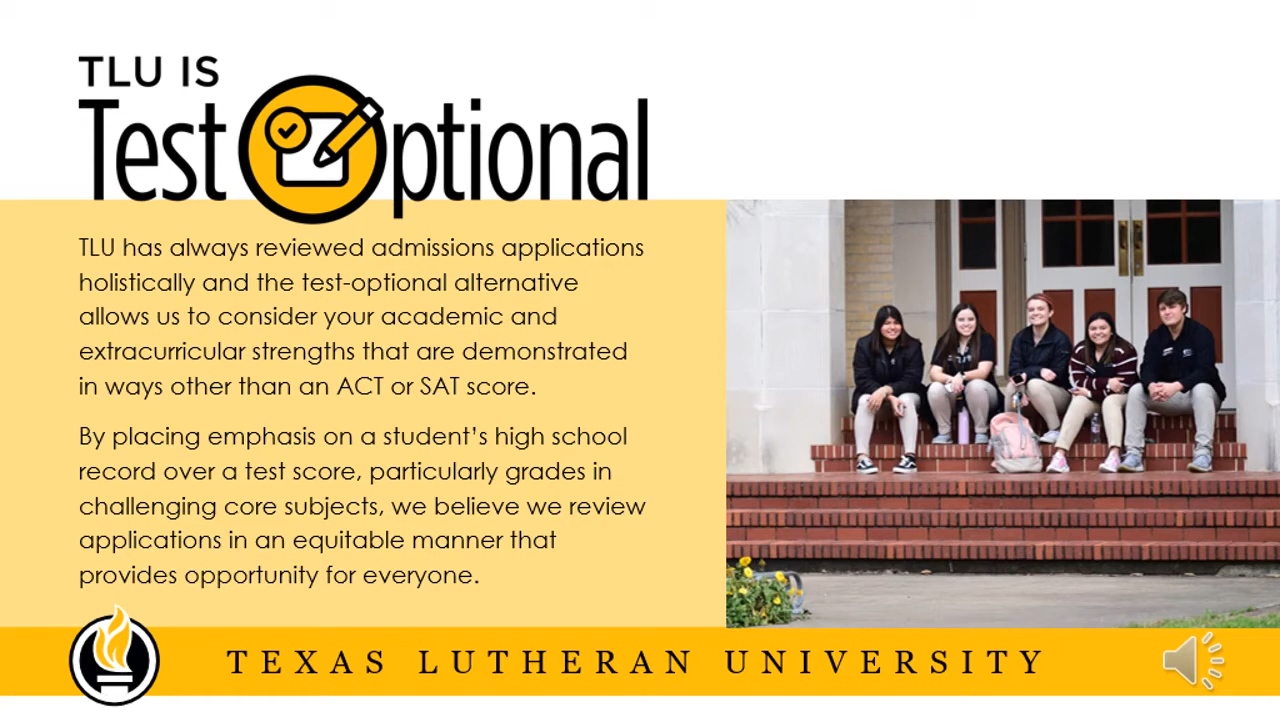 TLU IS
Test Optional
TLU has always reviewed admissions applications
holistically and the test-optional alternative
allows us to consider your academic and
extracurricular strengths that are demonstrated
in ways other than an ACT or SAT score.
By placing emphasis on a student’s high school
record over a test score, particularly grades in
challenging core subjects, we believe we review
applications in an equitable manner that
provides opportunity for everyone.
TEXAS LUTHERAN UNIVERSITY